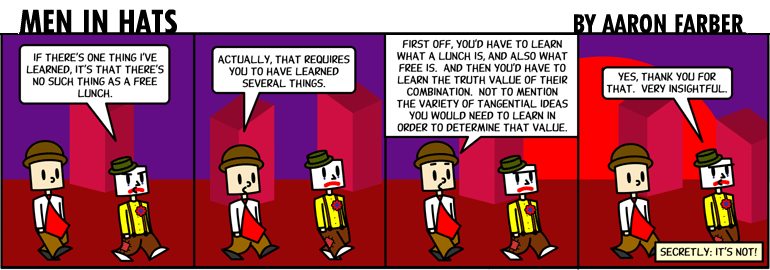 MEN IN HATS
BY AARON FARBER
IF THERE'S ONE THING I'VE
LEARNED, IT'S THAT THERE'S
NO SUCH THING AS A FREE
LUNCH.
ACTUALLY, THAT REQUIRES
YOU TO HAVE LEARNED
SEVERAL THINGS.
FIRST OFF, YOU'D HAVE TO LEARN
WHAT A LUNCH IS, AND ALSO WHAT
FREE IS. AND THEN YOU'D HAVE TO
LEARN THE TRUTH VALUE OF THEIR
COMBINATION. NOT TO MENTION
THE VARIETY OF TANGENTIAL IDEAS
YOU WOULD NEED TO LEARN IN
ORDER TO DETERMINE THAT VALUE.
YES, THANK YOU FOR
THAT. VERY INSIGHTFUL.
SECRETLY: IT'S NOT!